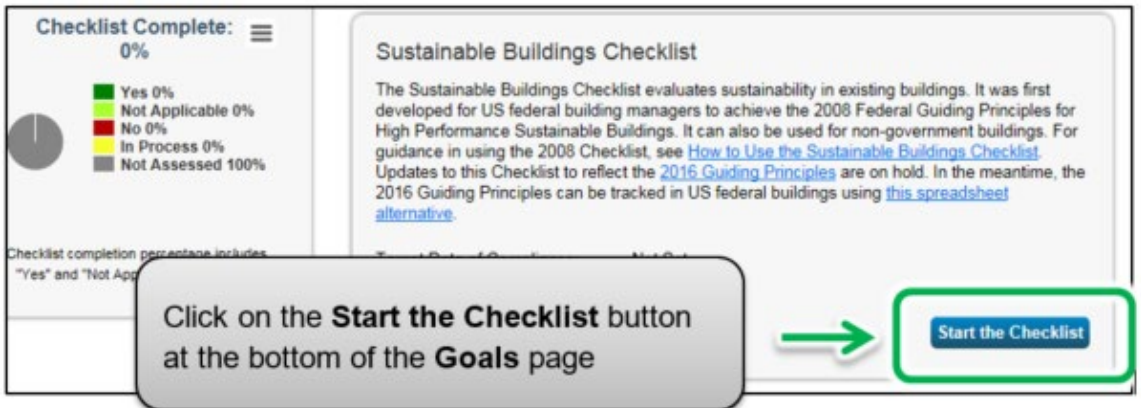 Checklist Complete:
0%
Yes 0%
Not Applicable 0%
No 0%
In Process 0%
Not Assessed 100%
Checklist completion percentage includes
"Yes" and "Not App
Sustainable Buildings Checklist
The Sustainable Buildings Checklist evaluates sustainability in existing buildings. It was first
developed for US federal building managers to achieve the 2008 Federal Guiding Principles for
High Performance Sustainable Buildings. It can also be used for non-government buildings. For
guidance in using the 2008 Checklist, see How to Use the Sustainable Buildings Checklist.
Updates to this Checklist to reflect the 2016 Guiding Principles are on hold. In the meantime, the
2016 Guiding Principles can be tracked in US federal buildings using this spreadsheet
alternative.
Click on the Start the Checklist button
at the bottom of the Goals page
Start the Checklist